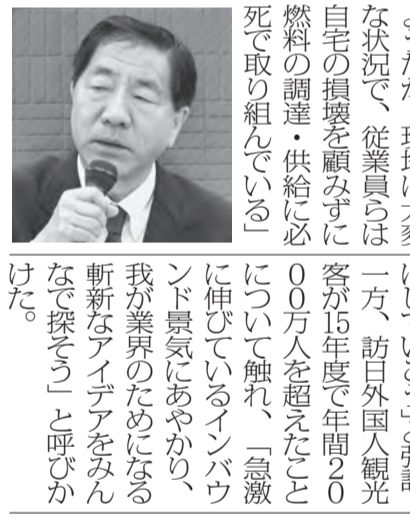 な状況で、従業員らは
自宅の損壊を顧みずに
燃料の調達・供給に必
死で取り組んでいる」
一方、訪日外国人観光
客が15年度で年間２０
００万人を超えたこと
について触れ、「急激
に伸びているインバウ
ンド景気にあやかり、
我が業界のためになる
斬新なアイデアをみん
なで探そう」と呼びか
けた。